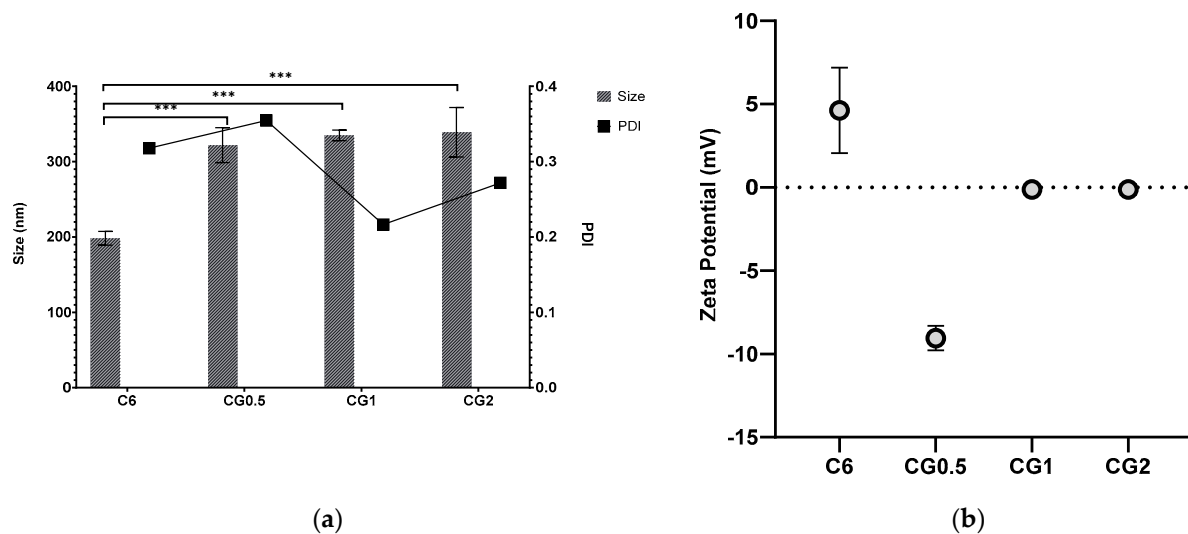 ***
***
***
400
300
200
100
0
Size (nm)
0.4
0.3
0.2
0.1
0.0
PDI
C6 CG0.5 CG1 CG2
Size
PDI
(a)
10
5
0
-5
-10
-15
Zeta Potential (mV)
C6 CG0.5 CG1 CG2
(b)